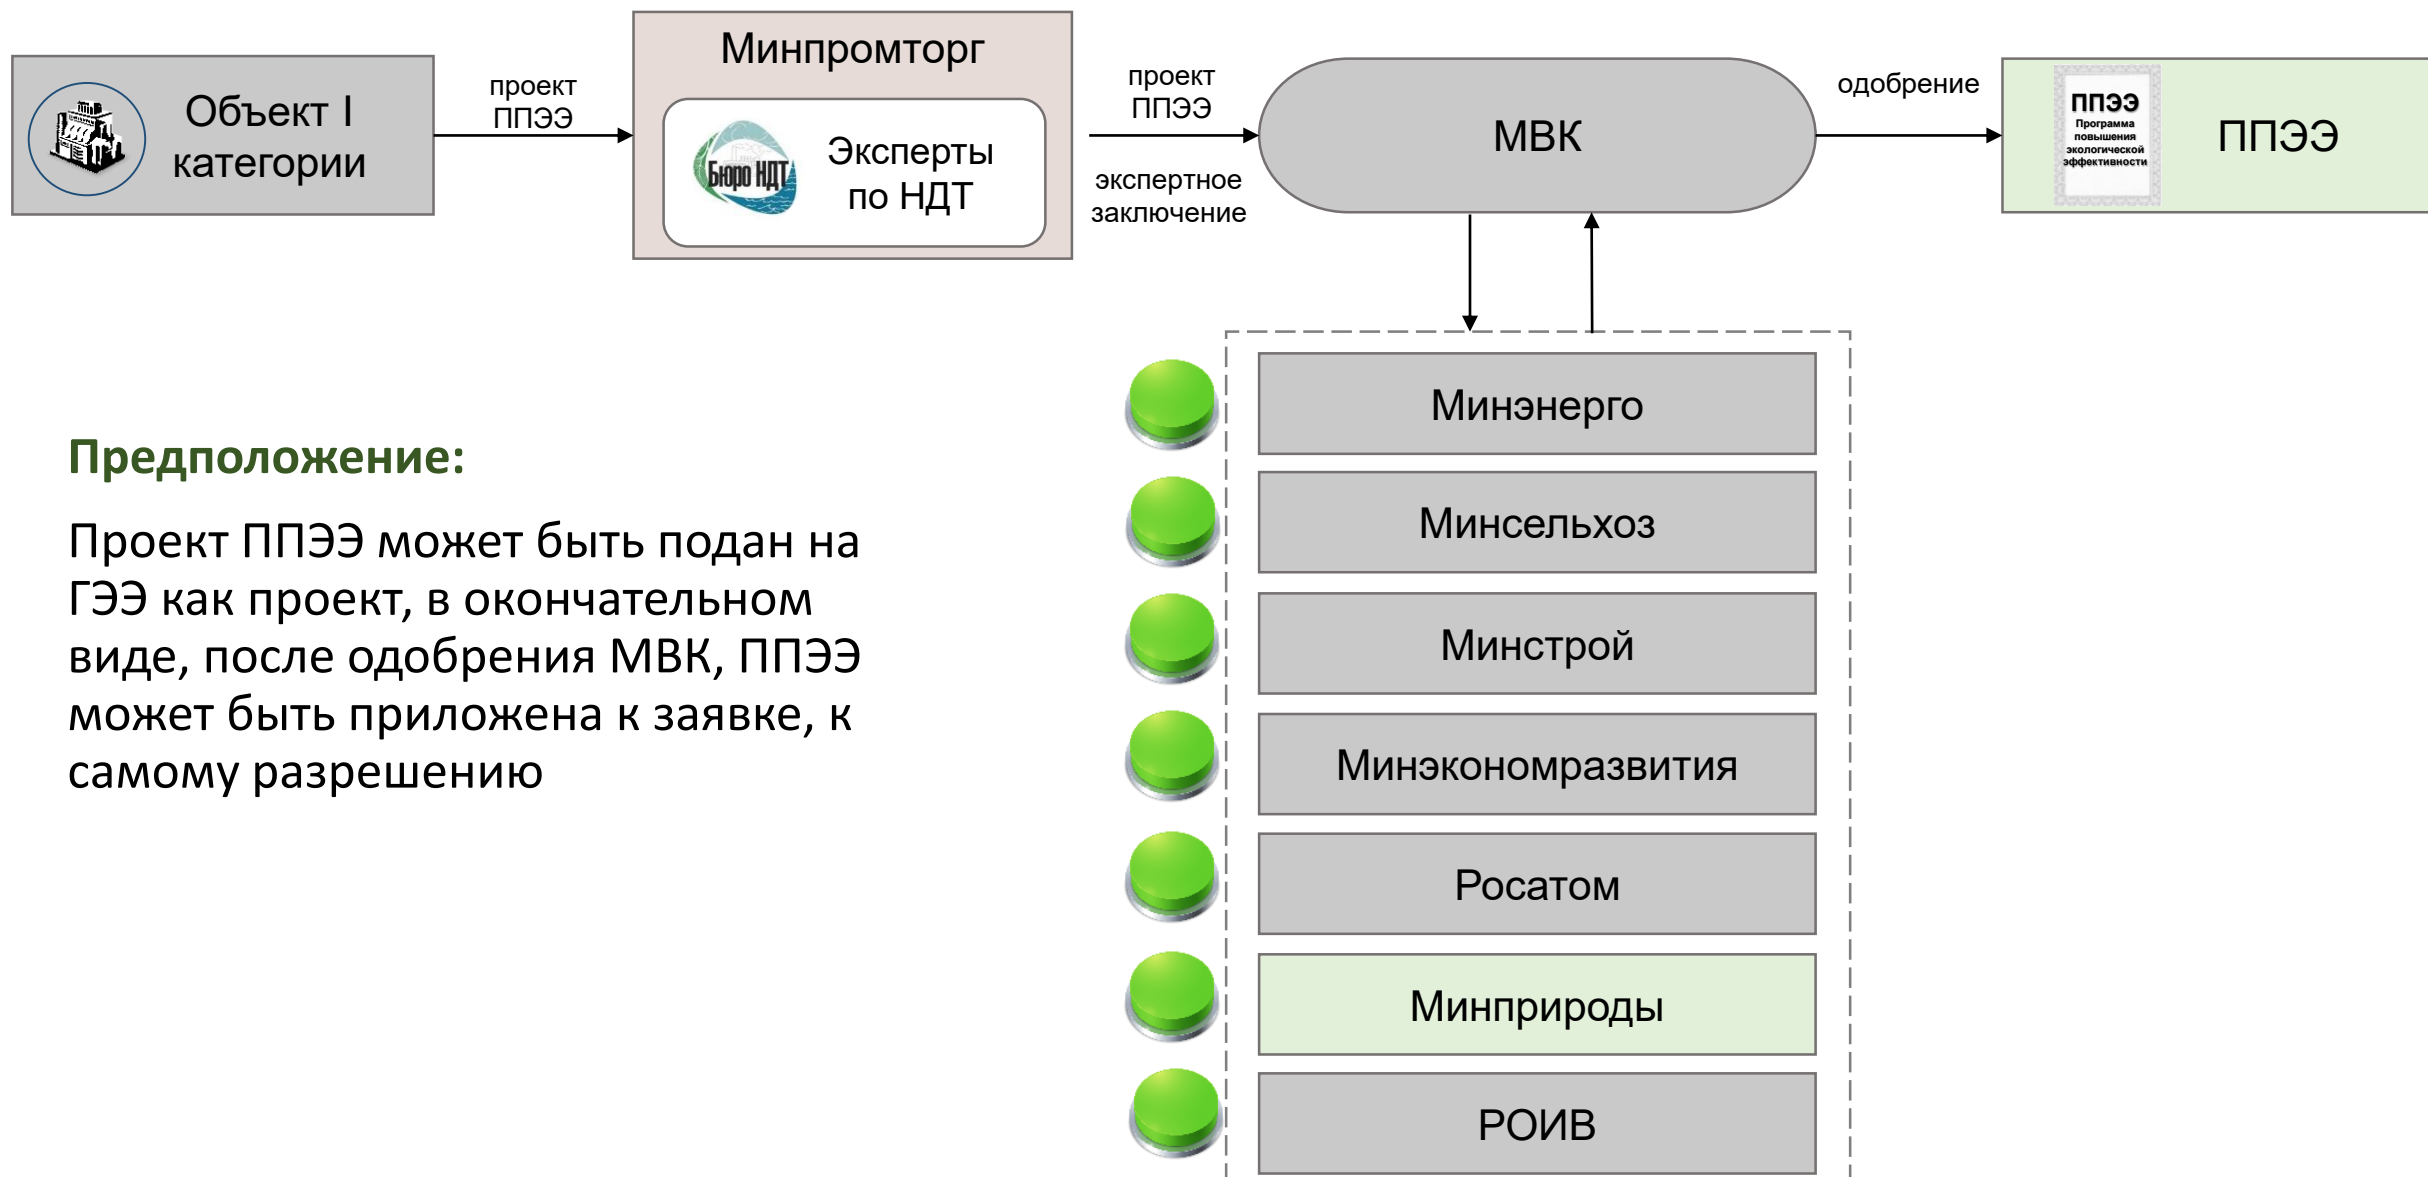 Объект I
категории
проект
ППЭЭ
Минпромторг
Бюро НДТ
Эксперты
по НДТ
проект
ППЭЭ
экспертное
заключение
МВК
одобрение
ППЭЭ
Программа
повышения
экологической
эффективности
ППЭЭ
Предположение:
Проект ППЭЭ может быть подан на
ГЭЭ как проект, в окончательном
виде, после одобрения МВК, ППЭЭ
может быть приложена к заявке, к
самому разрешению
Минэнерго
Минсельхоз
Минстрой
Минэкономразвития
Росатом
Минприроды
РОИВ